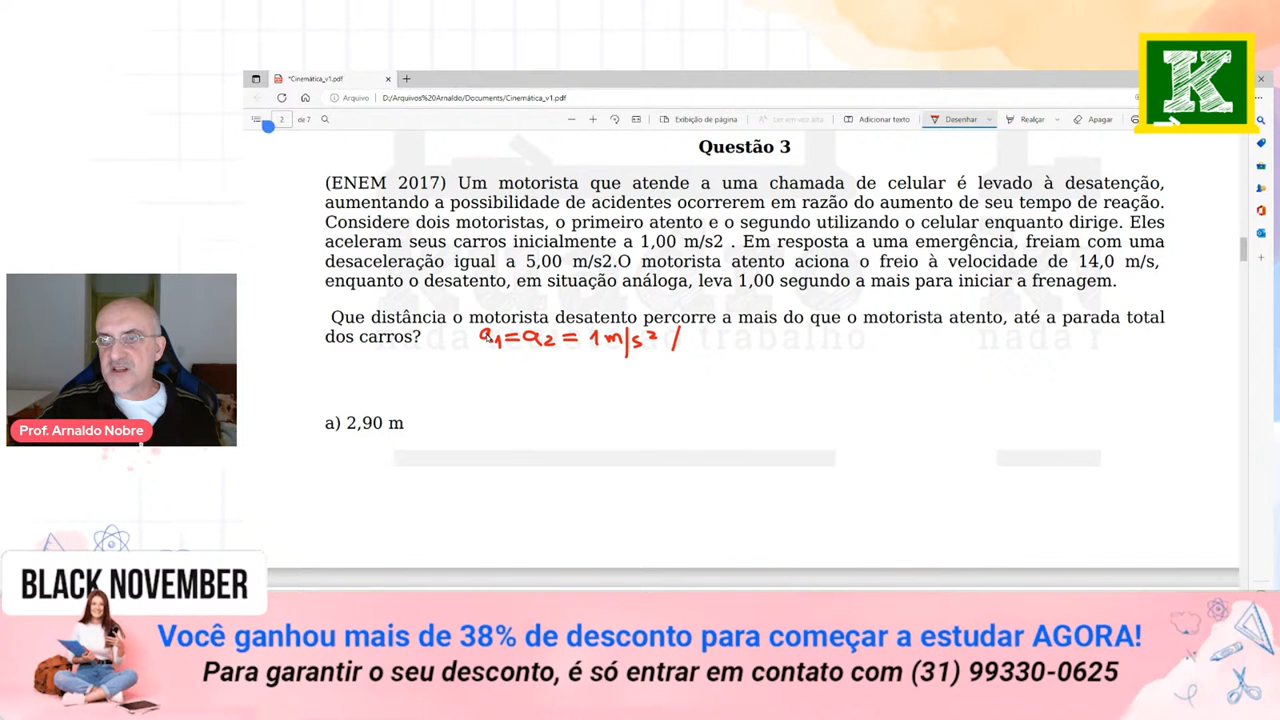 K
*Cinemática_v1.pdf
Arquivo D:/Arquivos%20Arnaldo/Documents/Cinemática_v1.pdf
2 de 7 Exibição de página Ler em voz alta Adicionar texto Desenhar Realçar Apagar
Questão 3
(ENEM 2017) Um motorista que atende a uma chamada de celular é levado à desatenção,
aumentando a possibilidade de acidentes ocorrerem em razão do aumento de seu tempo de reação.
Considere dois motoristas, o primeiro atento e o segundo utilizando o celular enquanto dirige. Eles
aceleram seus carros inicialmente a 1,00 m/s2 . Em resposta a uma emergência, freiam com uma
desaceleração igual a 5,00 m/s2.O motorista atento aciona o freio à velocidade de 14,0 m/s,
enquanto o desatento, em situação análoga, leva 1,00 segundo a mais para iniciar a frenagem.
Que distância o motorista desatento percorre a mais do que o motorista atento, até a parada total
dos carros? a1=a2 = 1m/s² /
a) 2,90 m
Prof. Arnaldo Nobre
BLACK NOVEMBER
Você ganhou mais de 38% de desconto para começar a estudar AGORA!
Para garantir o seu desconto, é só entrar em contato com (31) 99330-0625